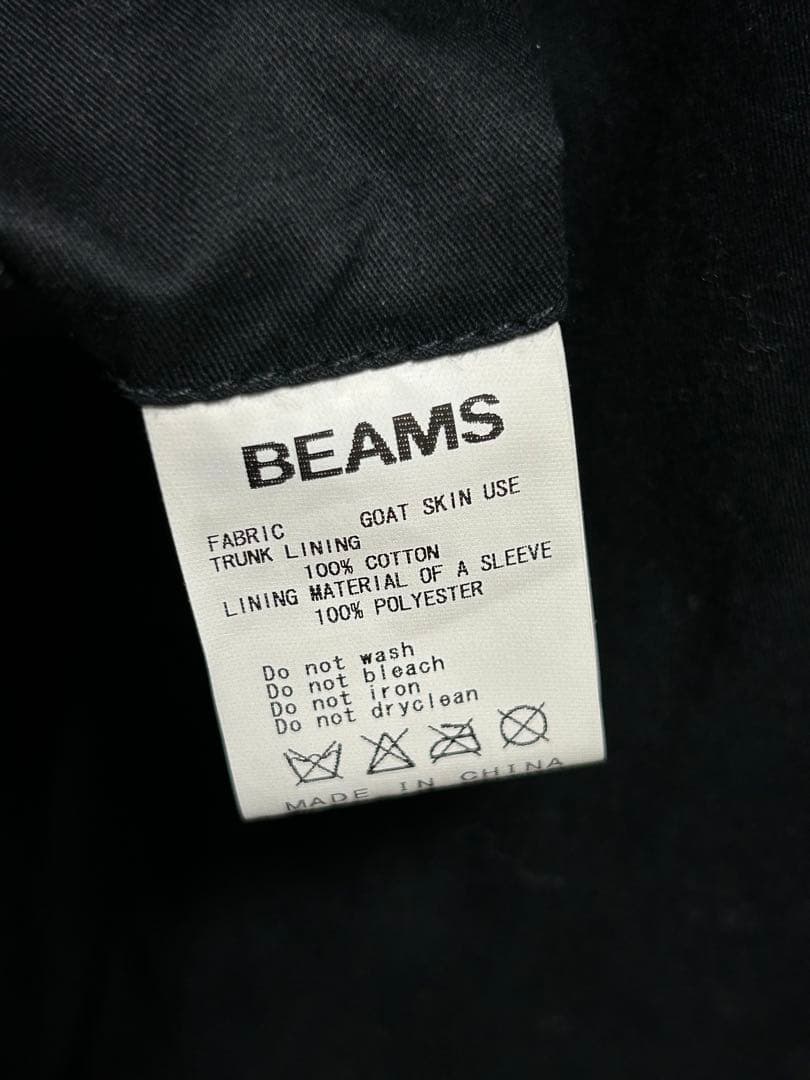 BEAMS
FABRIC GOAT SKIN USE
TRUNK LINING
100% COTTON
LINING MATERIAL OF A SLEEVE
100% POLYESTER
Do not wash
Do not bleach
Do not iron
Do not dryclean
MADE IN CHINA